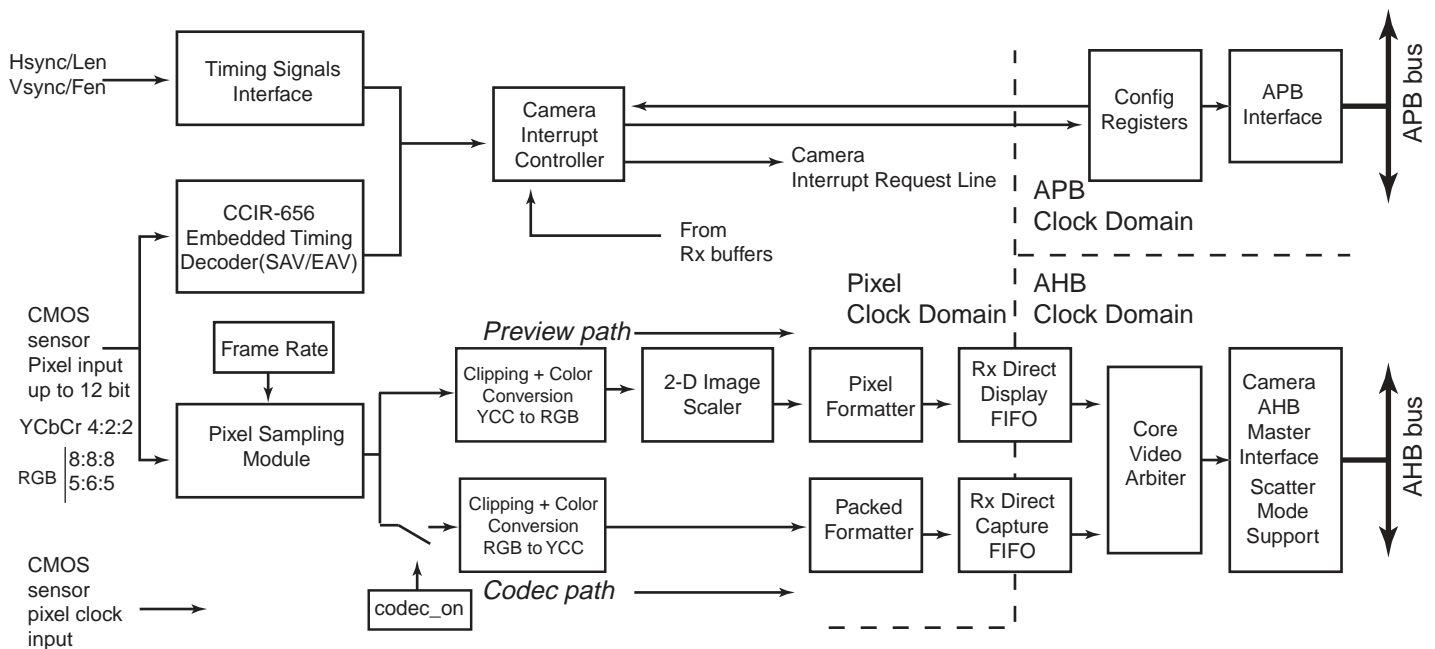 Hsync/Len
Vsync/Fen
Timing Signals
Interface
Camera
Interrupt
Controller
Config
Registers
APB
Interface
APB bus
Camera
Interrupt Request Line
APB
Clock Domain
CCIR-656
Embedded Timing
Decoder(SAV/EAV)
From
Rx buffers
Pixel
Clock Domain
AHB
Clock Domain
CMOS
sensor
Pixel input
up to 12 bit
YCbCr 4:2:2
RGB
8:8:8
5:6:5
Frame Rate
Pixel Sampling
Module
Preview path
Clipping + Color
Conversion
YCC to RGB
2-D Image
Scaler
Pixel
Formatter
Rx Direct
Display
FIFO
Core
Video
Arbiter
Camera
AHB
Master
Interface
Scatter
Mode
Support
AHB bus
Clipping + Color
Conversion
RGB to YCC
Packed
Formatter
Rx Direct
Capture
FIFO
codec_on
Codec path
CMOS
sensor
pixel clock
input